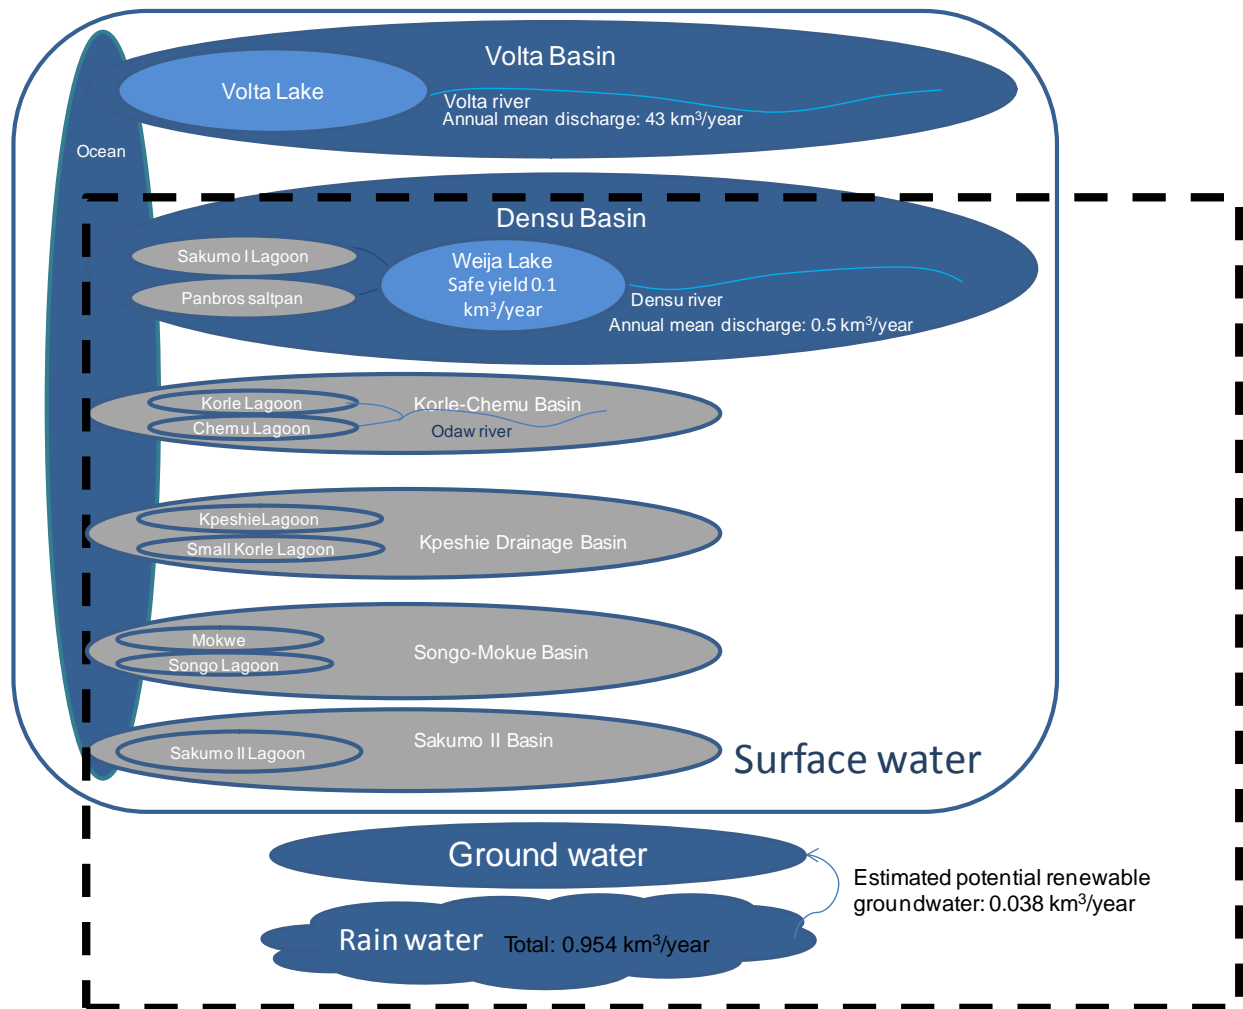 Volta Basin
Volta Lake
Volta river
Annual mean discharge: 43 km³/year
Ocean
Densu Basin
Sakumo I Lagoon
Panbros saltpan
Weija Lake
Safe yield 0.1
km³/year
Densu river
Annual mean discharge: 0.5 km³/year
Korle Lagoon
Chemu Lagoon
Korle-Chemu Basin
Odaw river
KpeshieLagoon
Small Korle Lagoon
Kpeshie Drainage Basin
Mokwe
Songo Lagoon
Songo-Mokue Basin
Sakumo II Lagoon
Sakumo II Basin
Surface water
Ground water
Estimated potential renewable
groundwater: 0.038 km³/year
Rain water Total: 0.954 km³/year